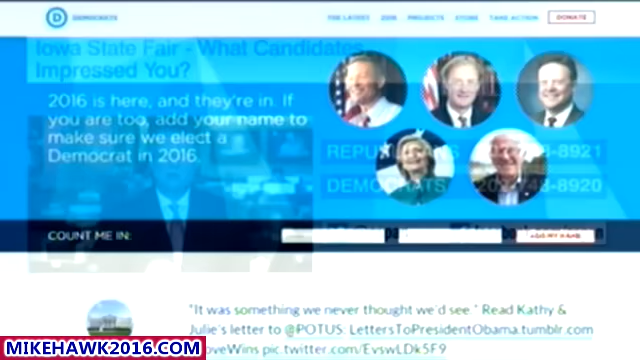 DEMOCRATS
THE LATEST 2016 PROJECTS STORE TAKE ACTION DONATE
Iowa State Fair - What Candidates
Impressed You?
2016 is here, and they're in. If
you are too, add your name to
make sure we elect a
Democrat in 2016.
8921
DEMOCRATS 8920
COUNT ME IN:
"It was something we never thought we'd see." Read Kathy &
Julie's letter to @POTUS: LettersToPresidentObama.tumblr.com
pic.twitter.com/EvswLDk5F9
MIKEHAWK2016.COM